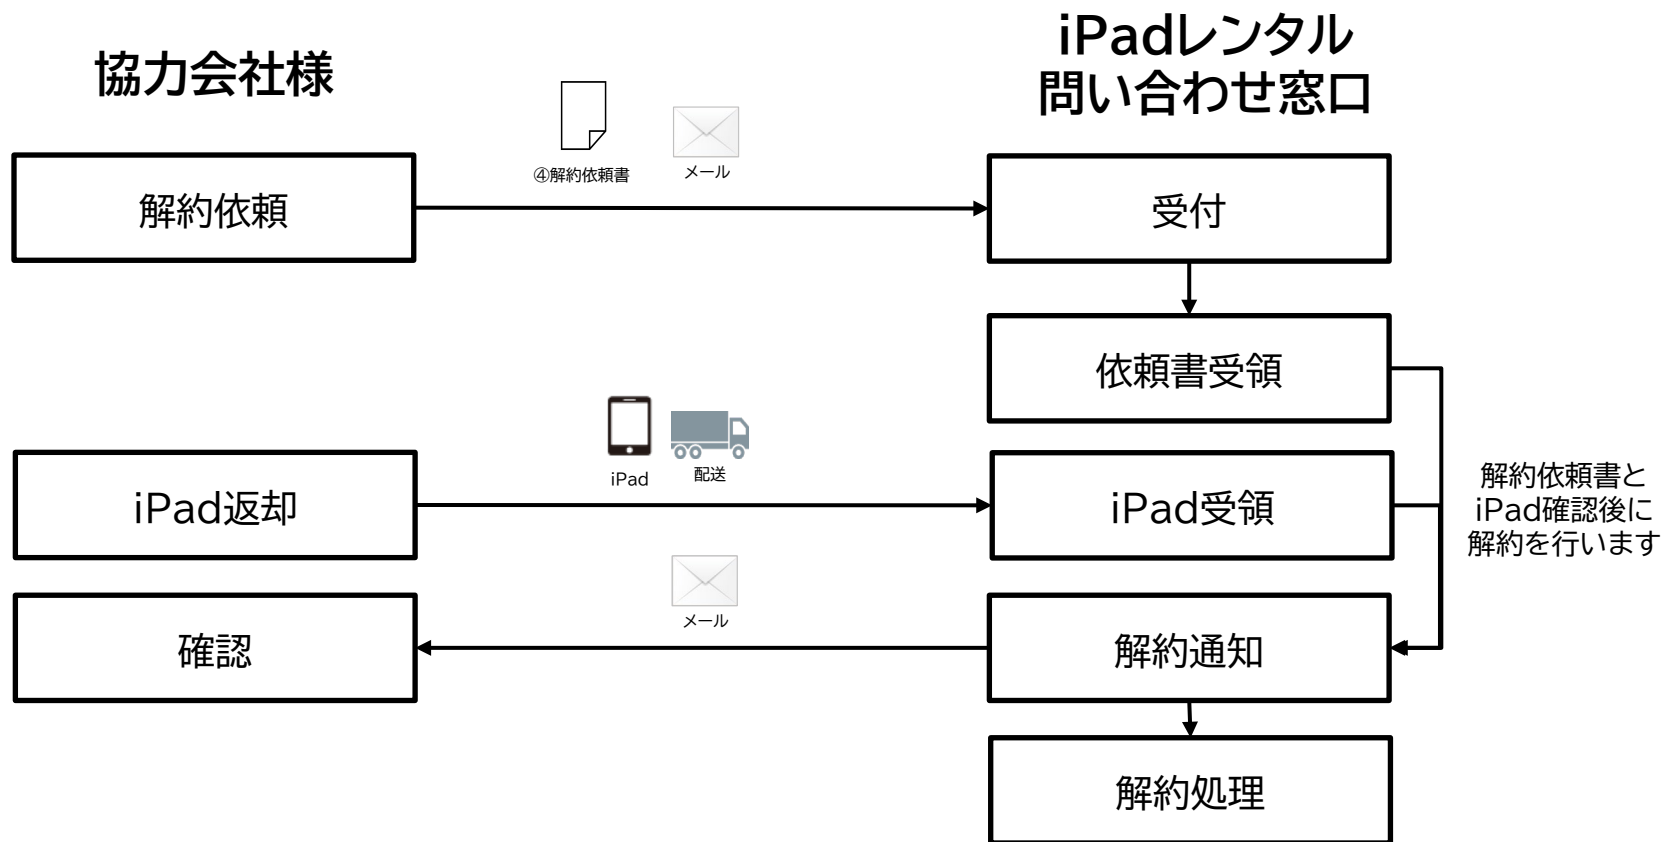 協力会社様
iPadレンタル
問い合わせ窓口
④解約依頼書
メール
解約依頼
受付
依頼書受領
iPad
配送
iPad返却
iPad受領
解約依頼書と
iPad確認後に
解約を行います
メール
確認
解約通知
解約処理